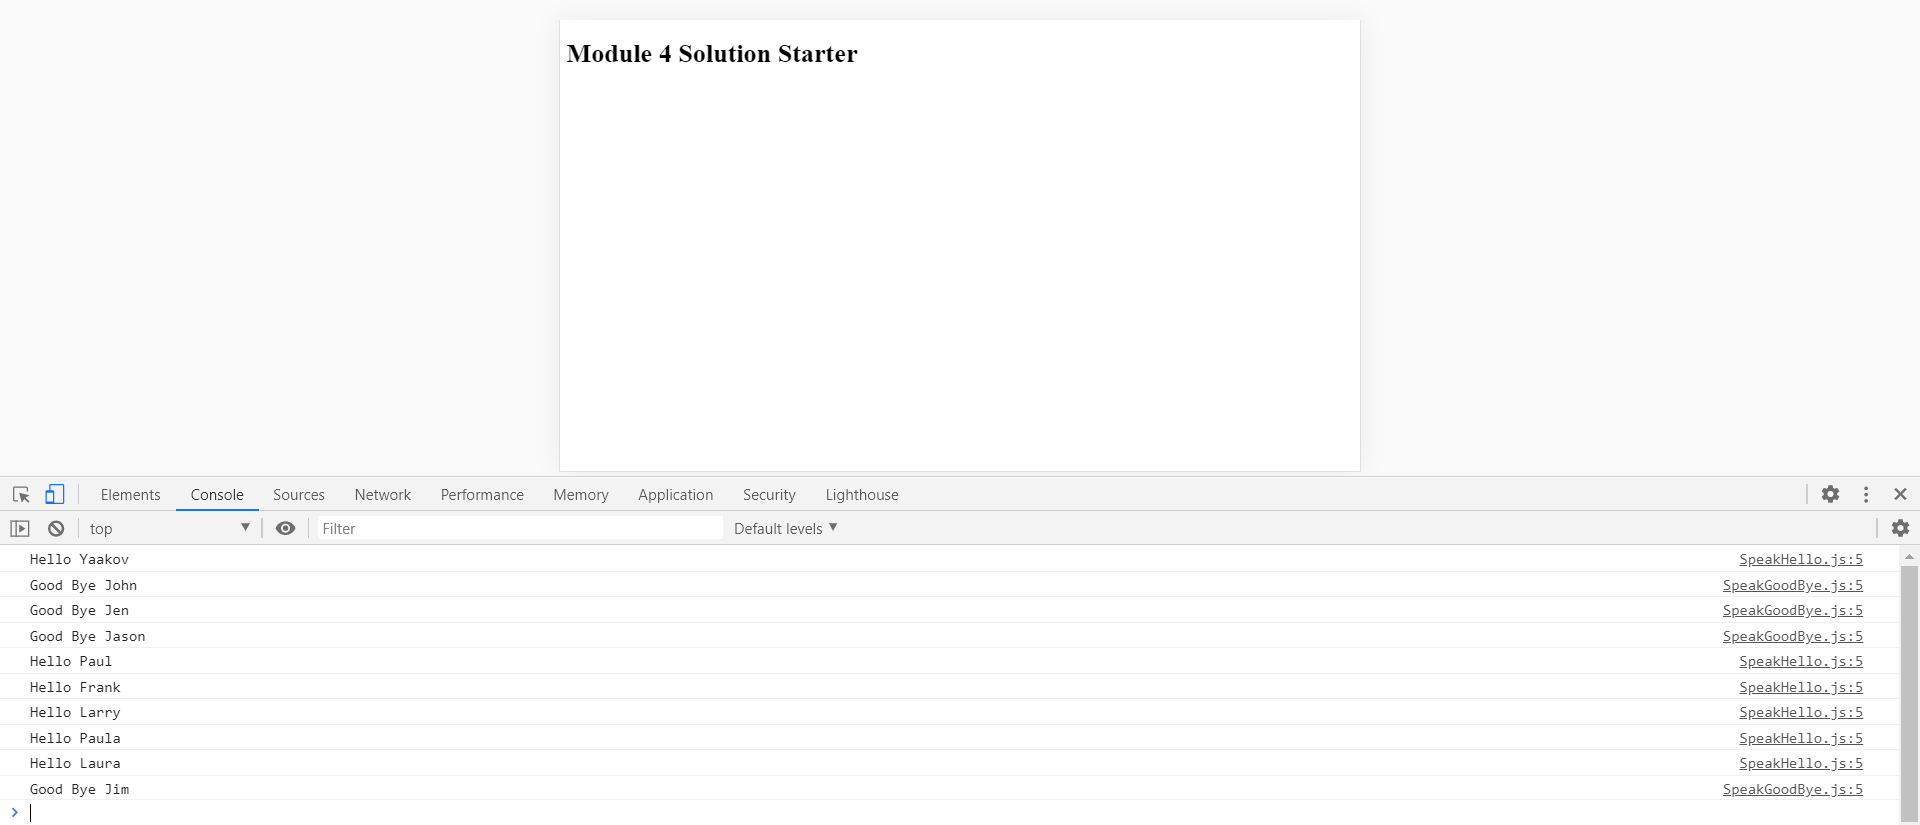 Module 4 Solution Starter
Elements Console Sources Network Performance Memory Application Security Lighthouse
top Filter Default levels
Hello Yaakov SpeakHello.js:5
Good Bye John SpeakGoodBye.js:5
Good Bye Jen SpeakGoodBye.js:5
Good Bye Jason SpeakGoodBye.js:5
Hello Paul SpeakHello.js:5
Hello Frank SpeakHello.js:5
Hello Larry SpeakHello.js:5
Hello Paula SpeakHello.js:5
Hello Laura SpeakHello.js:5
Good Bye Jim SpeakGoodBye.js:5